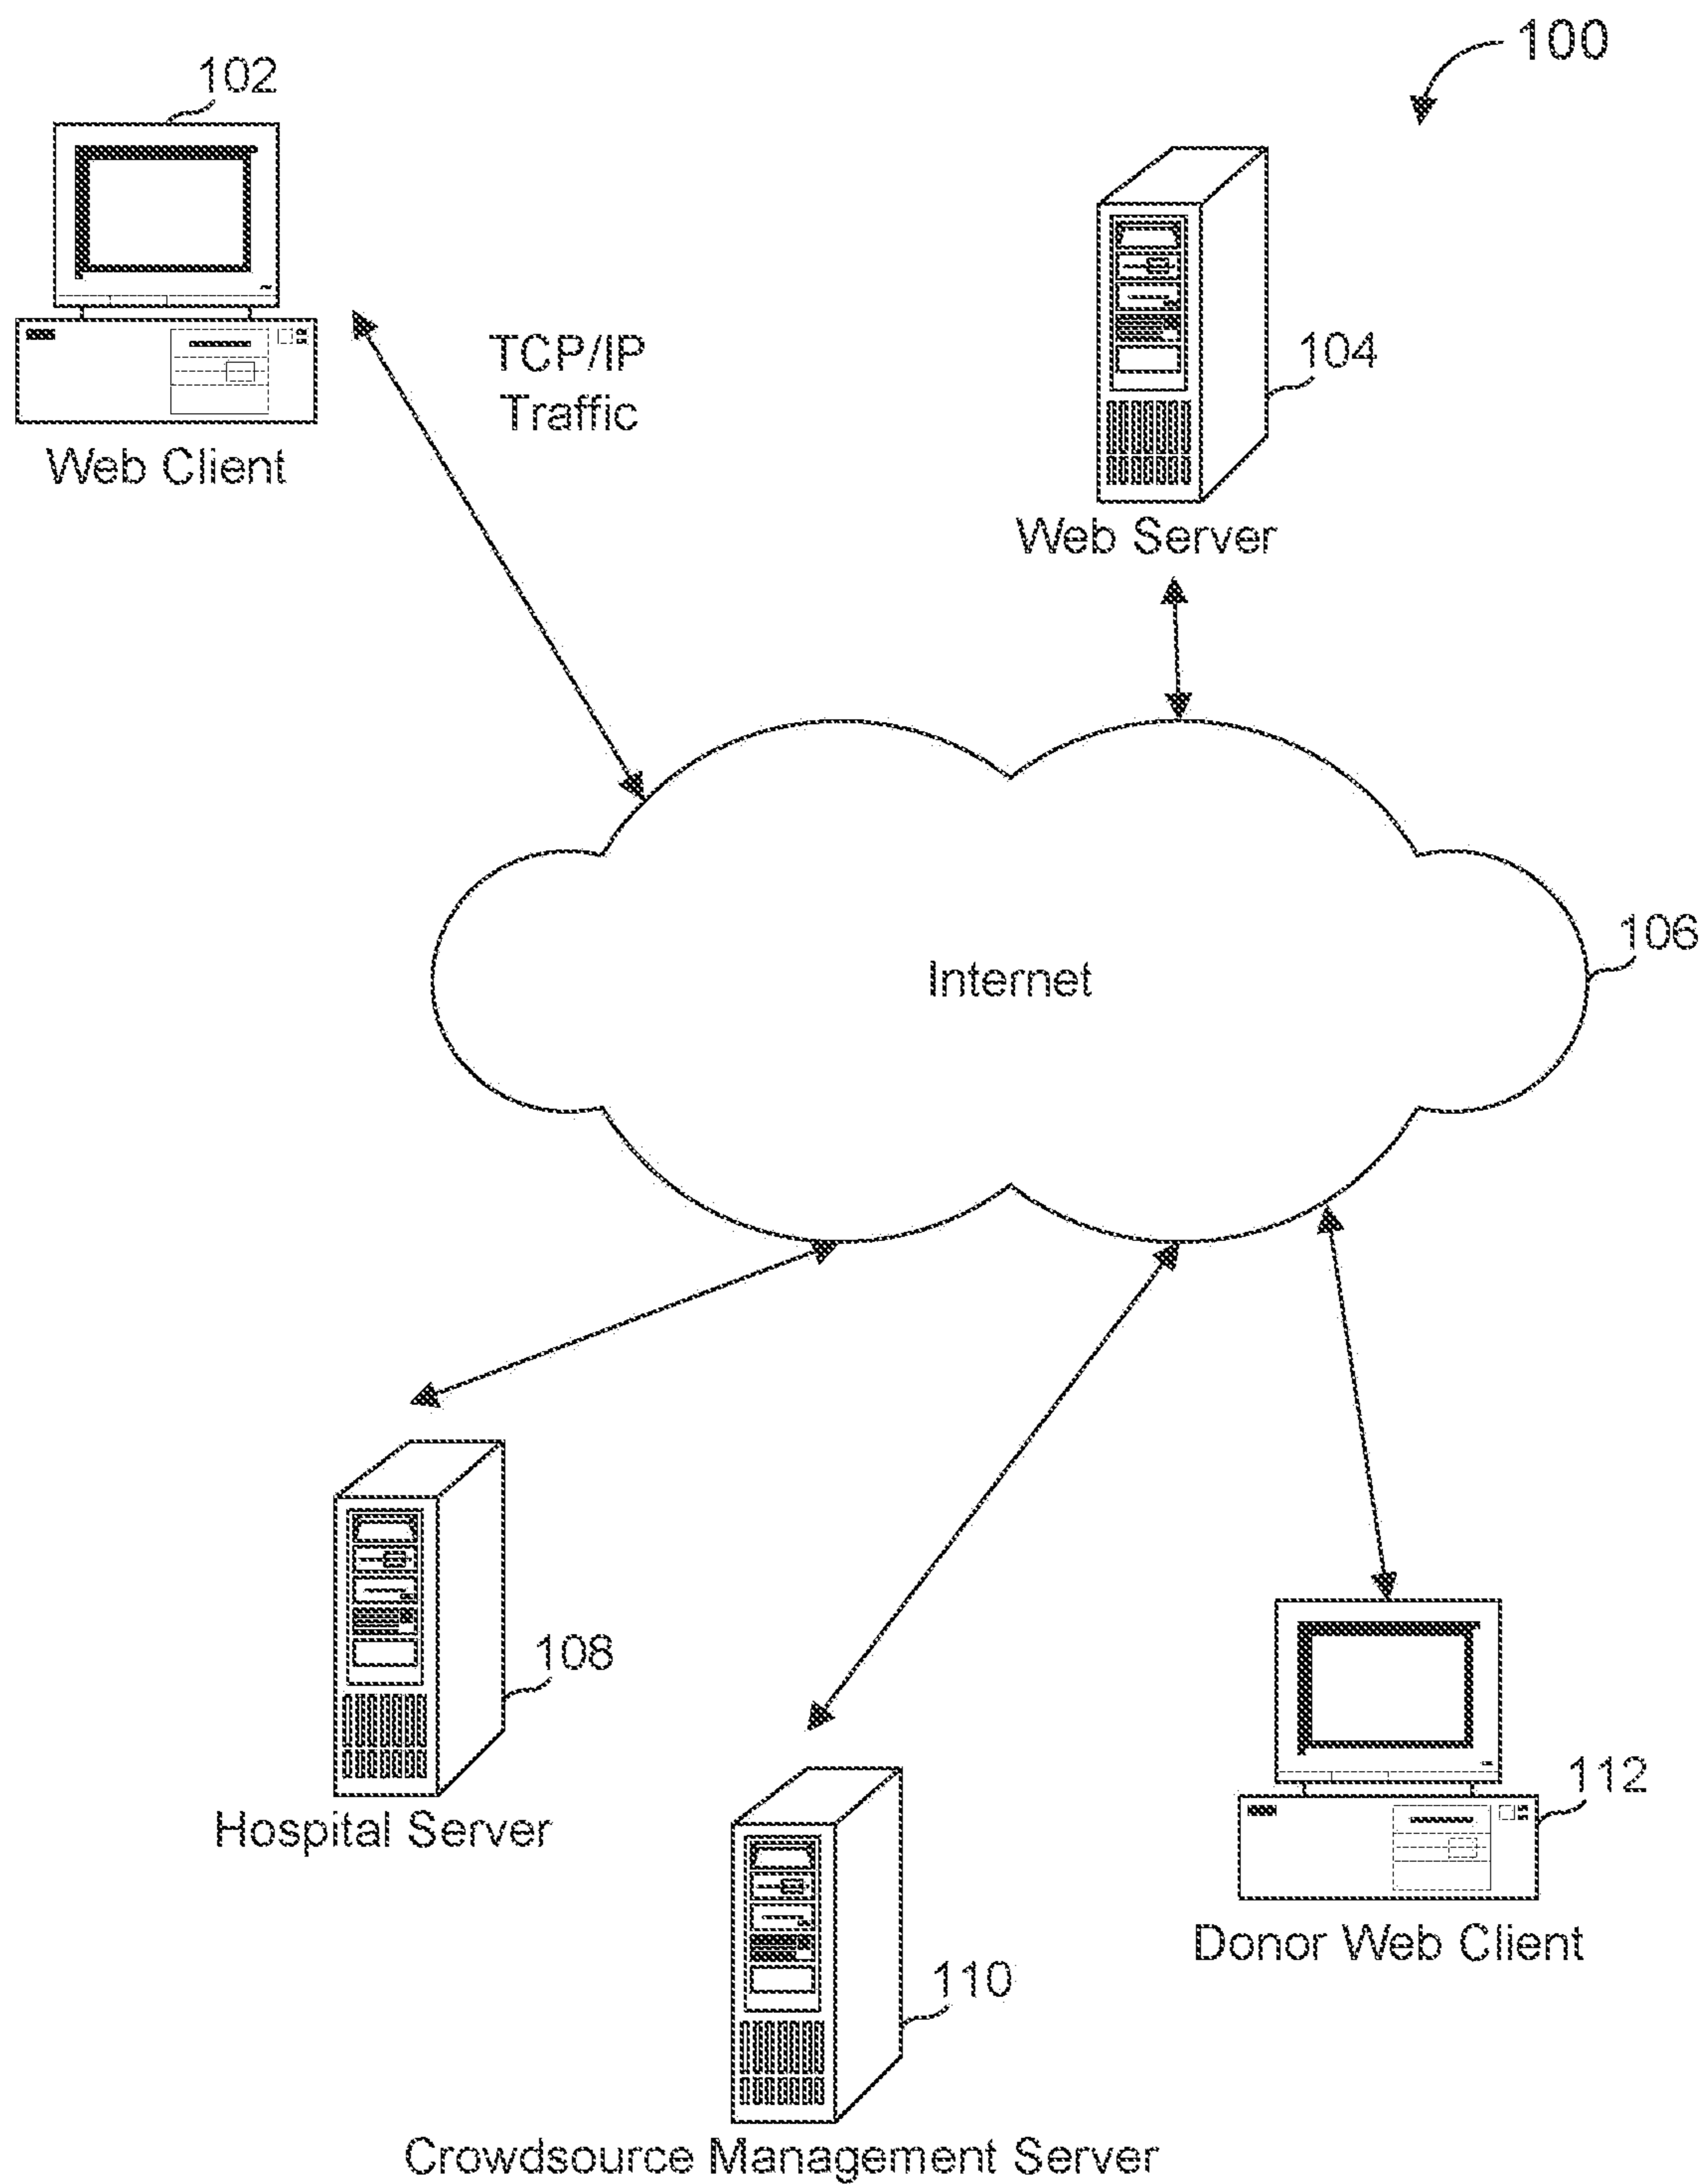 100
102
TCP/IP
Traffic
104
Web Client
Web Server
106
Internet
108
Hospital Server
112
Donor Web Client
110
Crowdsource Management Server